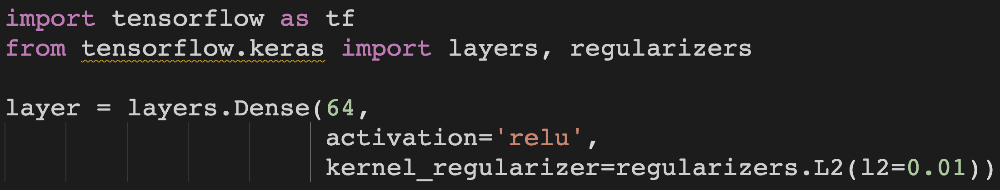 import tensorflow as tf
from tensorflow.keras import layers, regularizers
layer = layers.Dense(64,
activation='relu',
kernel_regularizer=regularizers.L2(l2=0.01))